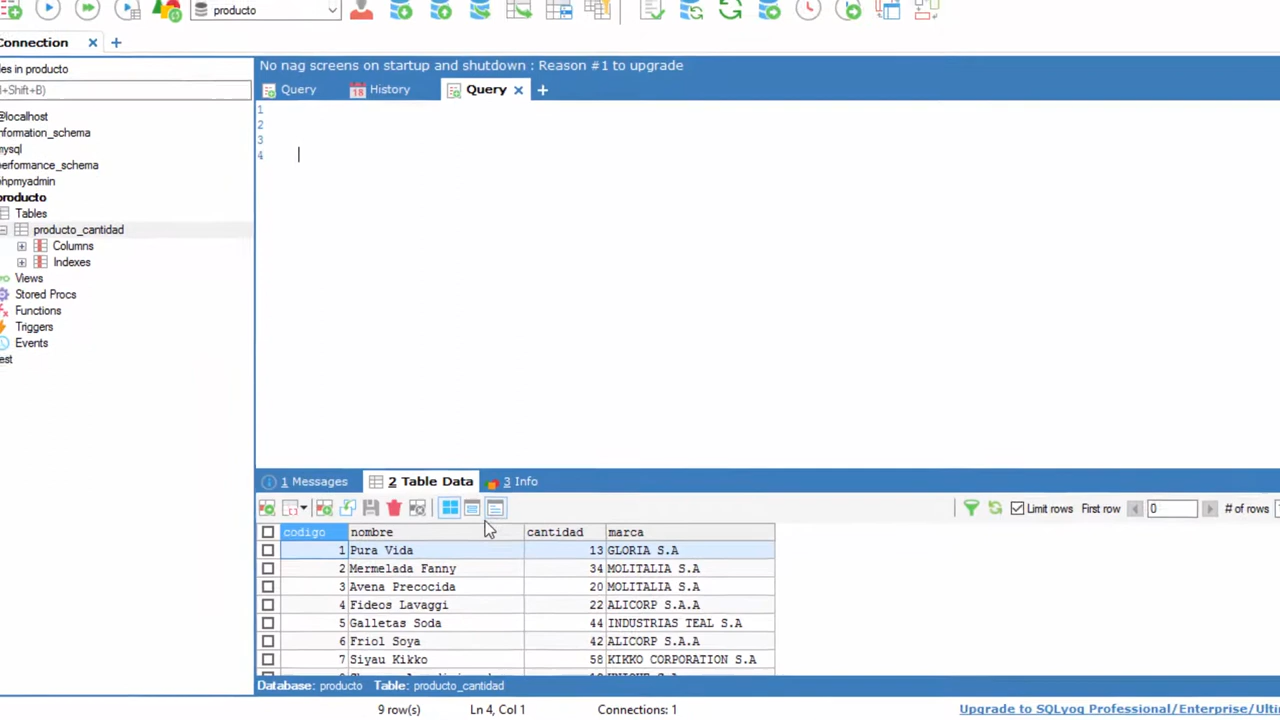 producto
Connection
les in producto
l+Shift+B)
@localhost
nformation_schema
mysql
performance_schema
phpmyadmin
producto
Tables
producto_cantidad
Columns
Indexes
Views
Stored Procs
Functions
Triggers
Events
est
No nag screens on startup and shutdown : Reason #1 to upgrade
Query History Query
1
2
3
4
1 Messages 2 Table Data 3 Info
Limit rows First row 0 # of rows
codigo nombre cantidad marca
1 Pura Vida 13 GLORIA S.A
2 Mermelada Fanny 34 MOLITALIA S.A
3 Avena Precocida 20 MOLITALIA S.A
4 Fideos Lavaggi 22 ALICORP S.A.A
5 Galletas Soda 44 INDUSTRIAS TEAL S.A
6 Friol Soya 42 ALICORP S.A.A
7 Siyau Kikko 58 KIKKO CORPORATION S.A
Database: producto Table: producto_cantidad
9 row(s) Ln 4, Col 1 Connections: 1 Upgrade to SQLyog Professional/Enterprise/Ulti